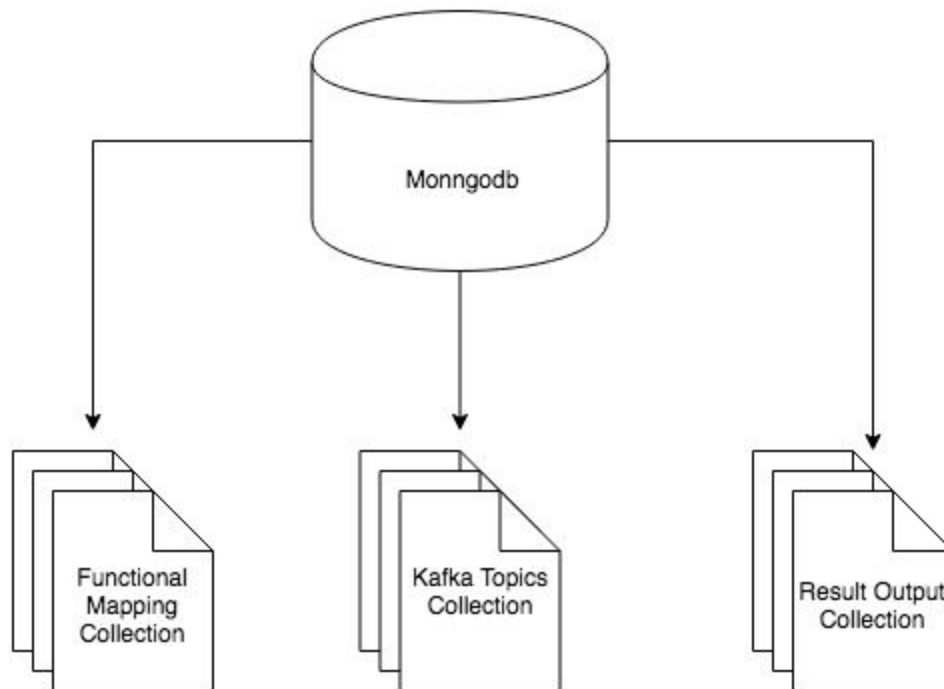 Monngodb
Functional
Mapping
Collection
Kafka Topics
Collection
Result Output
Collection